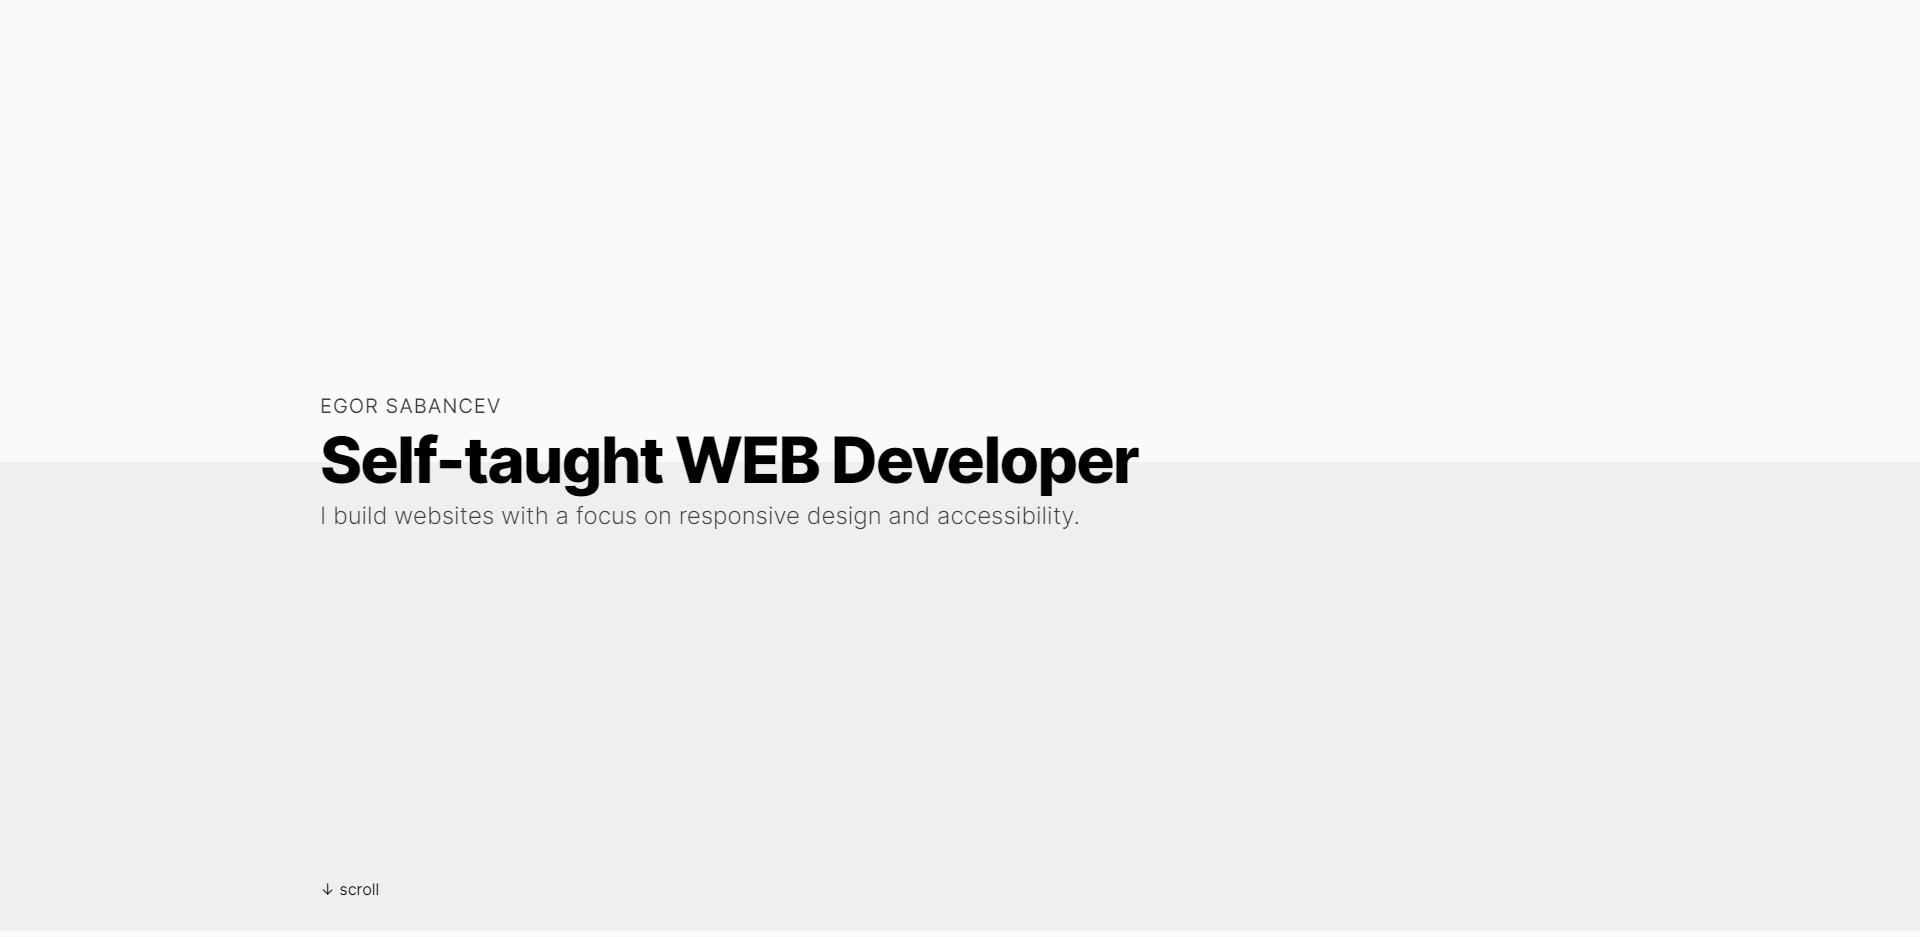 EGOR SABANCEV
Self-taught WEB Developer
I build websites with a focus on responsive design and accessibility.
↓ scroll